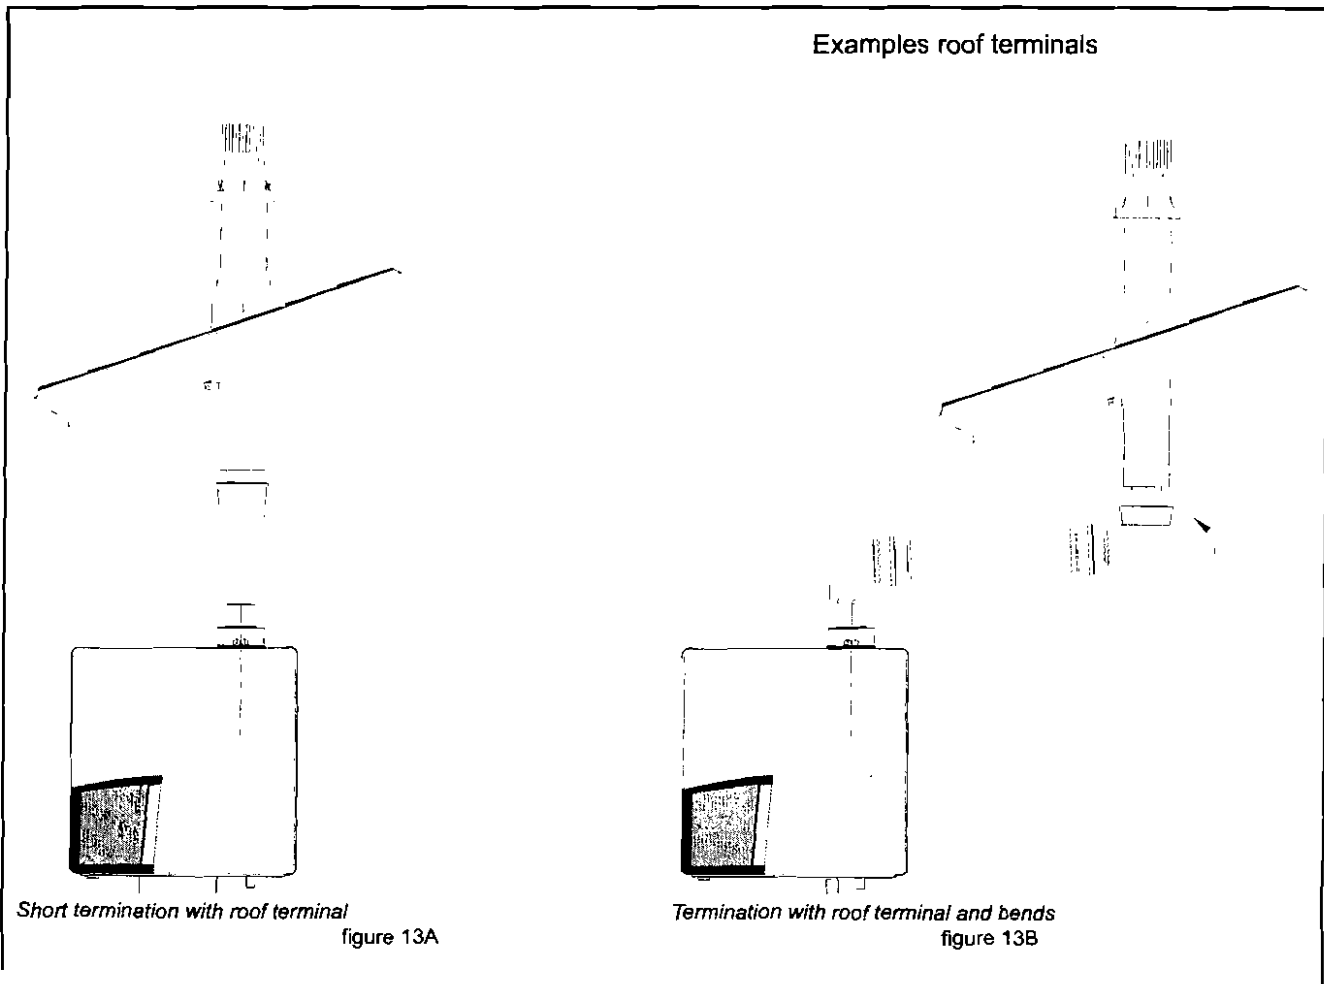 Examples roof terminals
Short termination with roof terminal
figure 13A
Termination with roof terminal and bends
figure 13B